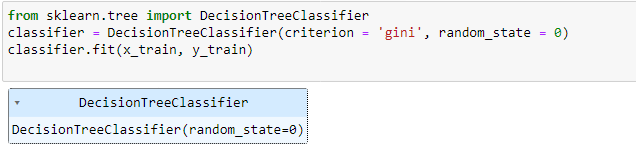 from sklearn.tree import DecisionTreeClassifier
classifier = DecisionTreeClassifier(criterion = 'gini', random_state = 0)
classifier.fit(x_train, y_train)
DecisionTreeClassifier
DecisionTreeClassifier(random_state=0)